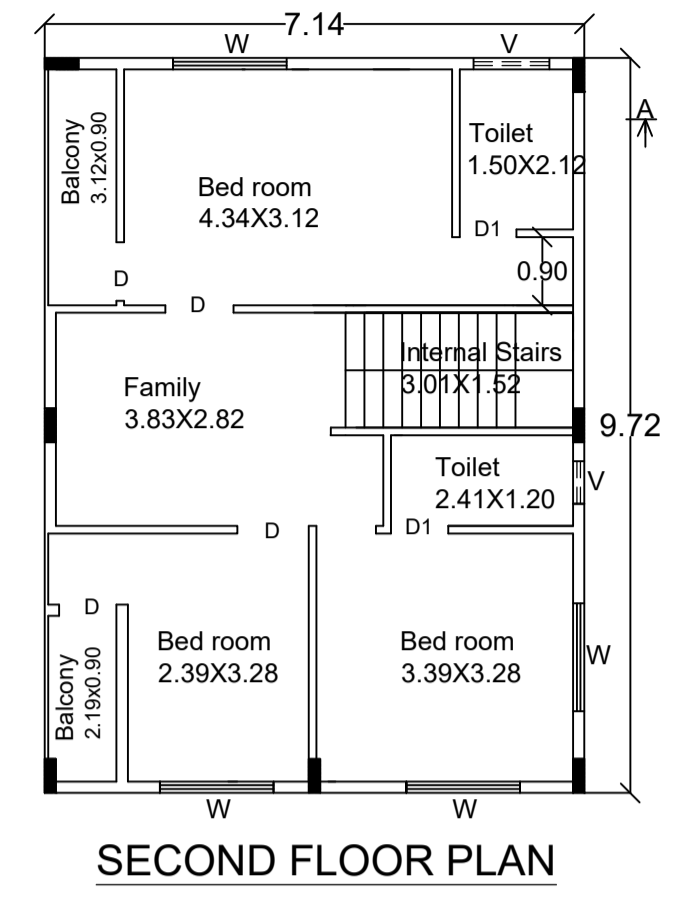 7.14
W
V
A
Balcony
3.12x0.90
Toilet
1.50X2.12
Bed room
4.34X3.12
D1
0.90
D
D
Internal Stairs
3.01X1.52
Family
3.83X2.82
9.72
Toilet
2.41X1.20
V
D
D1
D
Balcony
2.19x0.90
Bed room
2.39X3.28
Bed room
3.39X3.28
W
W
W
SECOND FLOOR PLAN